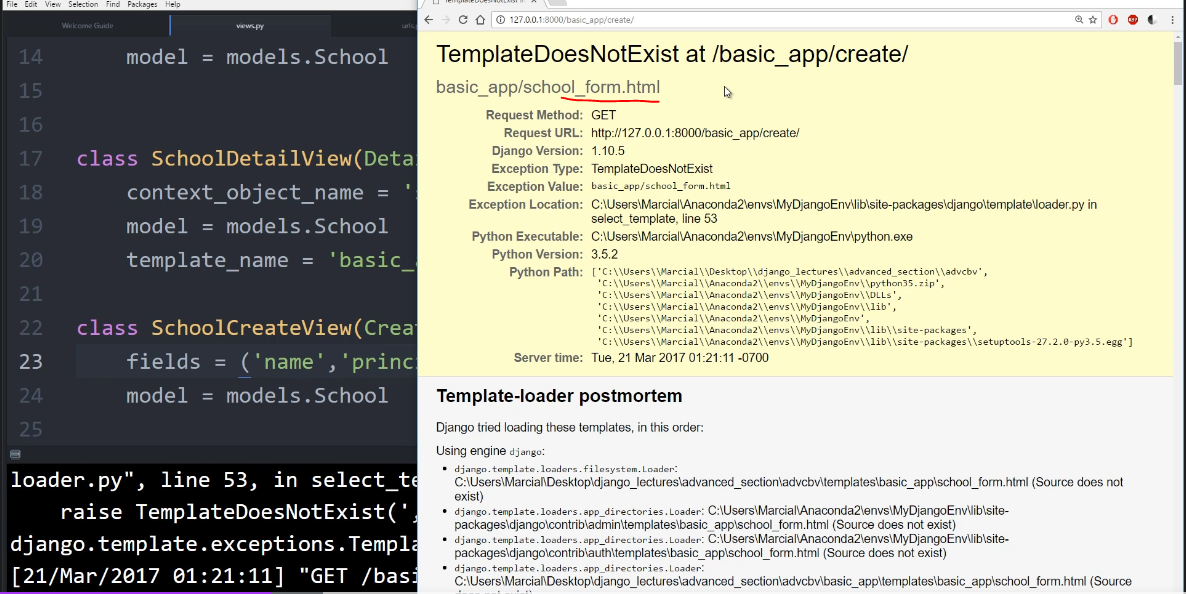 File Edit View Selection Find Packages Help
Welcome Guide
views.py
14 model = models.School
15
16
17 class SchoolDetailView(Detai
18 context_object_name = '
19 model = models.School
20 template_name = 'basic_
21
22 class SchoolCreateView(Creat
23 fields = ('name','princi
24 model = models.School
25
loader.py", line 53, in select_te
raise TemplateDoesNotExist(',
django.template.exceptions.Templa
[21/Mar/2017 01:21:11] "GET /basi
127.0.0.1:8000/basic_app/create/
TemplateDoesNotExist at /basic_app/create/
basic_app/school_form.html
Request Method: GET
Request URL: http://127.0.0.1:8000/basic_app/create/
Django Version: 1.10.5
Exception Type: TemplateDoesNotExist
Exception Value: basic_app/school_form.html
Exception Location: C:\Users\Marcial\Anaconda2\envs\MyDjangoEnv\lib\site-packages\django\template\loader.py in
select_template, line 53
Python Executable: C:\Users\Marcial\Anaconda2\envs\MyDjangoEnv\python.exe
Python Version: 3.5.2
Python Path: ['C:\\Users\\Marcial\\Desktop\\django_lectures\\advanced_section\\advcbv',
'C:\\Users\\Marcial\\Anaconda2\\envs\\MyDjangoEnv\\python35.zip',
'C:\\Users\\Marcial\\Anaconda2\\envs\\MyDjangoEnv\\DLLs',
'C:\\Users\\Marcial\\Anaconda2\\envs\\MyDjangoEnv\\lib',
'C:\\Users\\Marcial\\Anaconda2\\envs\\MyDjangoEnv',
'C:\\Users\\Marcial\\Anaconda2\\envs\\MyDjangoEnv\\lib\\site-packages',
'C:\\Users\\Marcial\\Anaconda2\\envs\\MyDjangoEnv\\lib\\site-packages\\setuptools-27.2.0-py3.5.egg']
Server time: Tue, 21 Mar 2017 01:21:11 -0700
Template-loader postmortem
Django tried loading these templates, in this order:
Using engine django:
django.template.loaders.filesystem.Loader:
C:\Users\Marcial\Desktop\django_lectures\advanced_section\advcbv\templates\basic_app\school_form.html (Source does not
exist)
django.template.loaders.app_directories.Loader: C:\Users\Marcial\Anaconda2\envs\MyDjangoEnv\lib\site-
packages\django\contrib\admin\templates\basic_app\school_form.html (Source does not exist)
django.template.loaders.app_directories.Loader: C:\Users\Marcial\Anaconda2\envs\MyDjangoEnv\lib\site-
packages\django\contrib\auth\templates\basic_app\school_form.html (Source does not exist)
django.template.loaders.app_directories.Loader:
C:\Users\Marcial\Desktop\django_lectures\advanced_section\advcbv\basic_app\templates\basic_app\school_form.html (Source